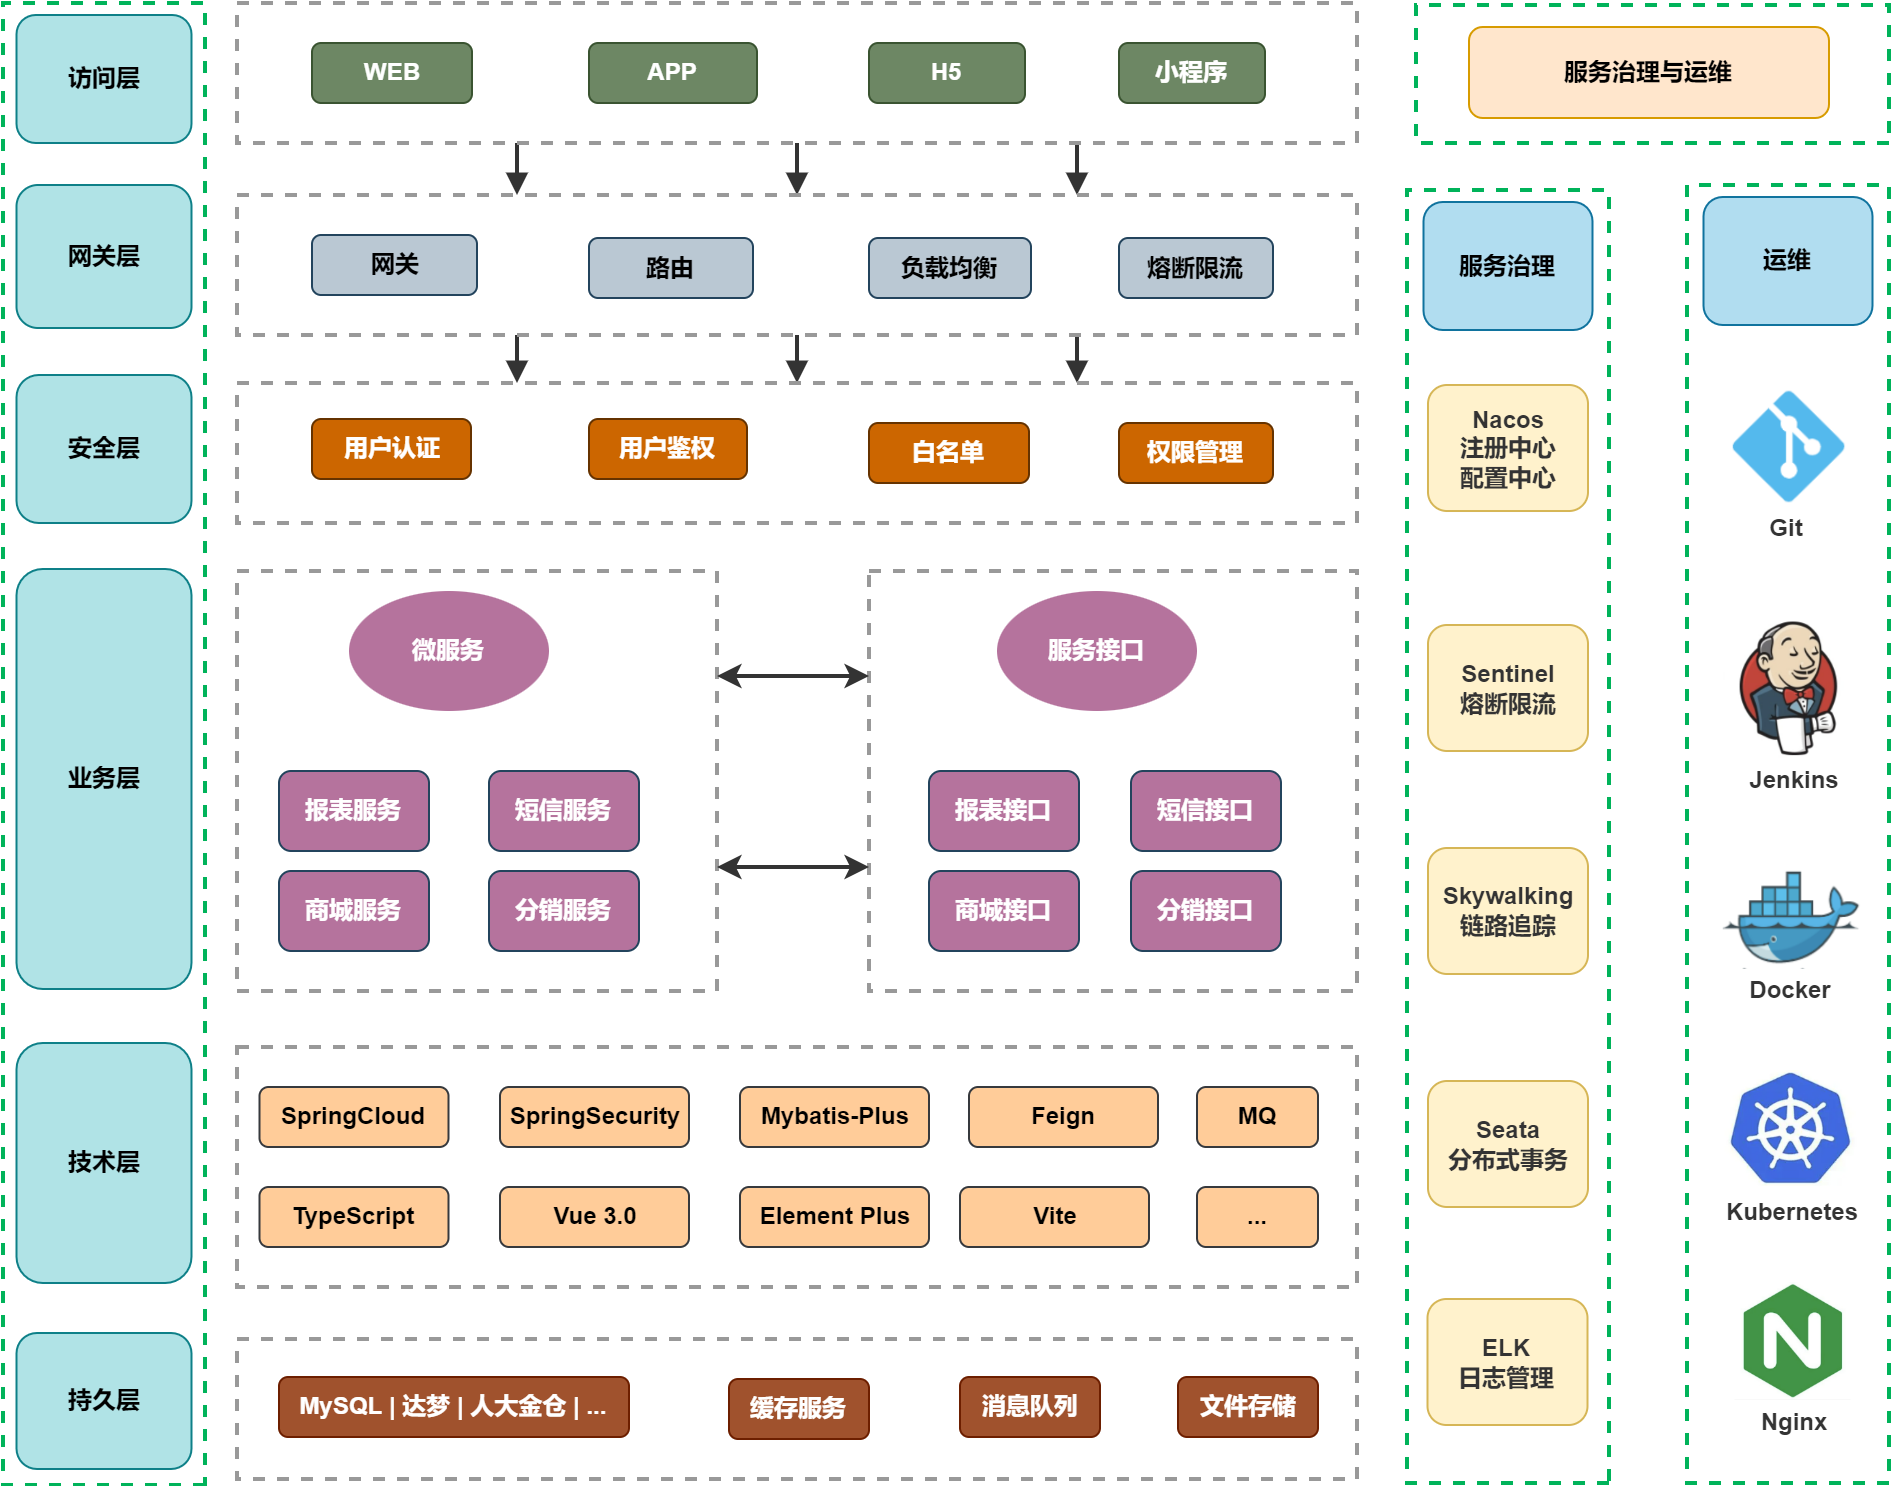 访问层
WEB
APP
H5
小程序
服务治理与运维
网关层
网关
路由
负载均衡
熔断限流
服务治理
运维
安全层
用户认证
用户鉴权
白名单
权限管理
Nacos
注册中心
配置中心
Git
业务层
微服务
服务接口
报表服务
短信服务
商城服务
分销服务
报表接口
短信接口
商城接口
分销接口
Sentinel
熔断限流
Jenkins
Skywalking
链路追踪
Docker
技术层
SpringCloud
SpringSecurity
Mybatis-Plus
Feign
MQ
TypeScript
Vue 3.0
Element Plus
Vite
...
Seata
分布式事务
Kubernetes
持久层
MySQL | 达梦 | 人大金仓 | ...
缓存服务
消息队列
文件存储
ELK
日志管理
N
Nginx